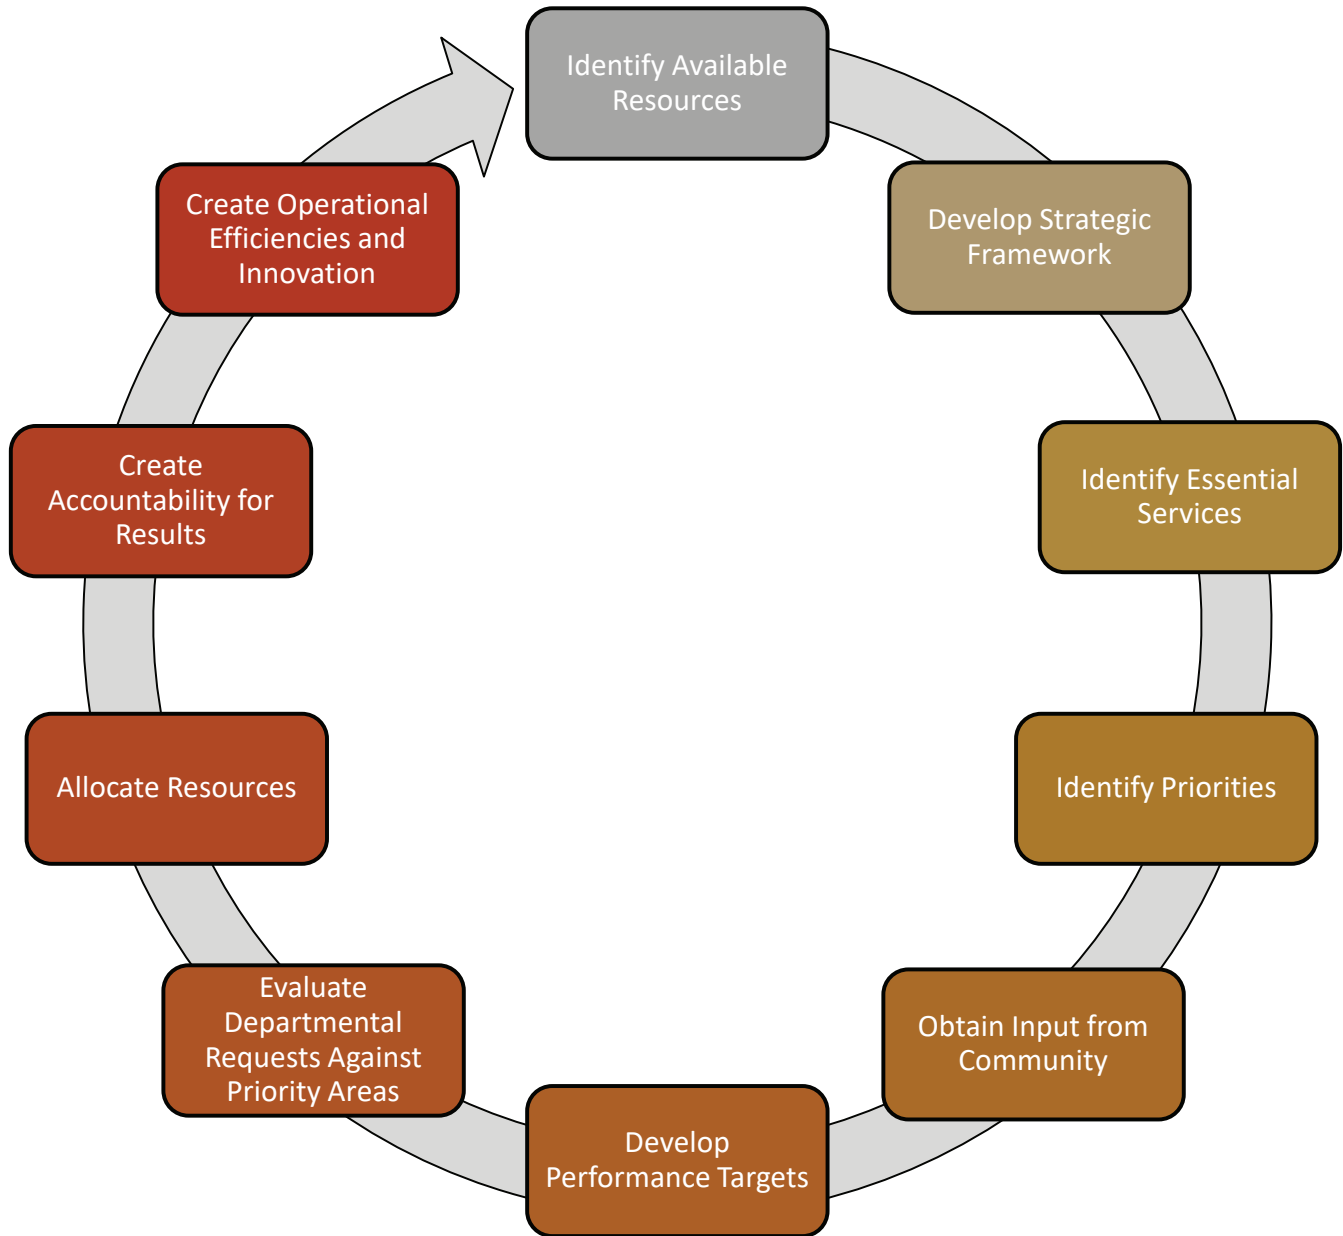 Identify Available
Resources
Develop Strategic
Framework
Identify Essential
Services
Identify Priorities
Obtain Input from
Community
Develop
Performance Targets
Evaluate
Departmental
Requests Against
Priority Areas
Allocate Resources
Create
Accountability for
Results
Create Operational
Efficiencies and
Innovation